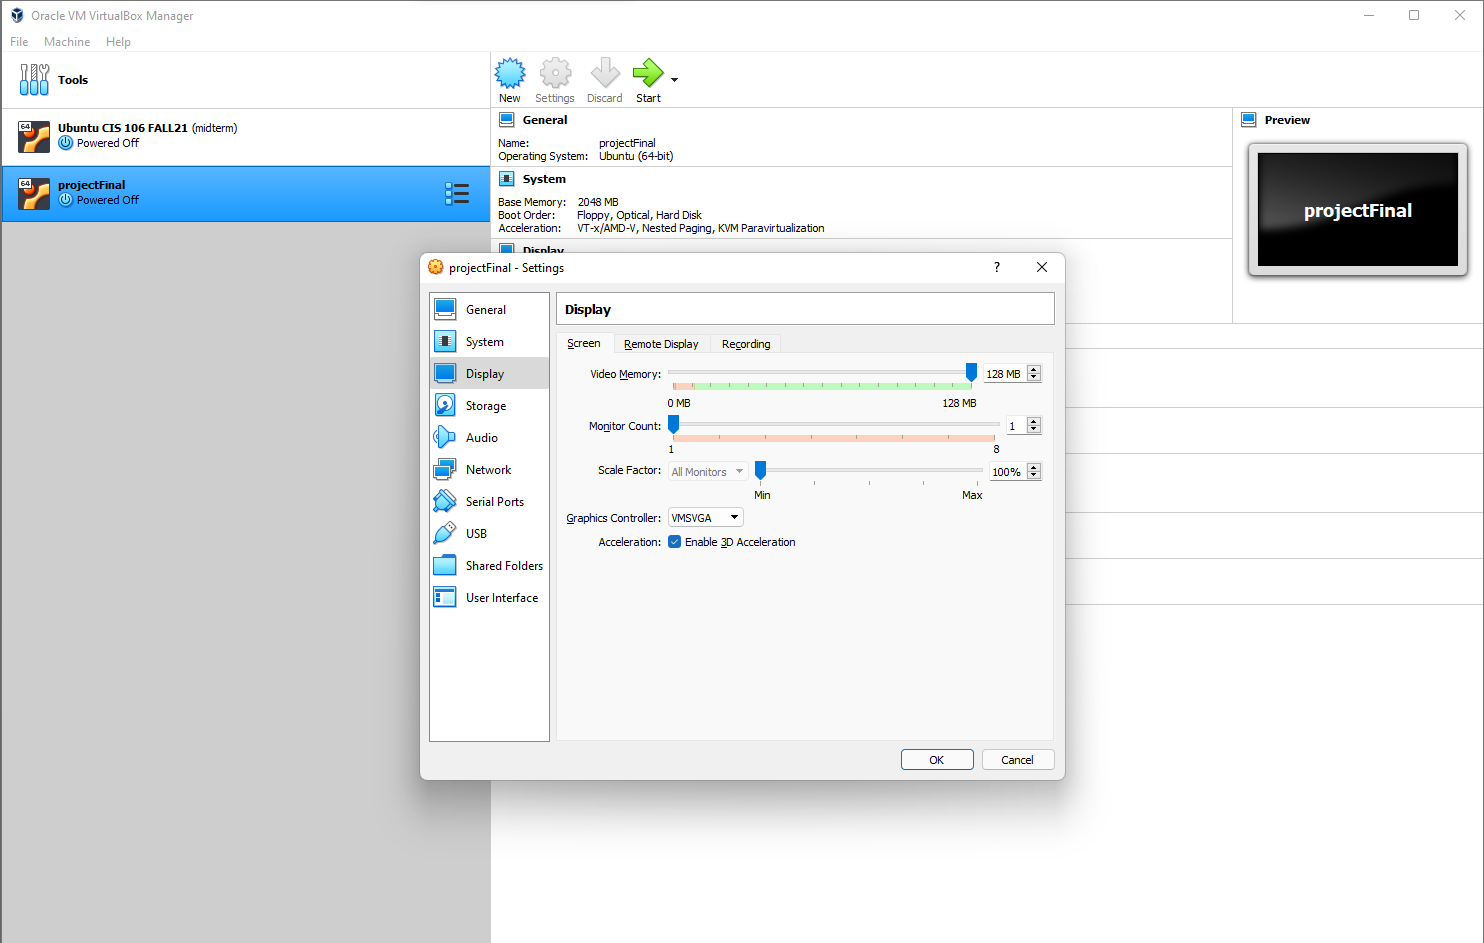 Oracle VM VirtualBox Manager
File Machine Help
Tools
New Settings Discard Start
64
Ubuntu CIS 106 FALL21 (midterm)
Powered Off
64
projectFinal
Powered Off
General
Name: projectFinal
Operating System: Ubuntu (64-bit)
System
Base Memory: 2048 MB
Boot Order: Floppy, Optical, Hard Disk
Acceleration: VT-x/AMD-V, Nested Paging, KVM Paravirtualization
Display
Preview
projectFinal
projectFinal - Settings
?
General
System
Display
Storage
Audio
Network
Serial Ports
USB
Shared Folders
User Interface
Display
Screen Remote Display Recording
Video Memory: 128 MB
0 MB 128 MB
Monitor Count: 1
1 8
Scale Factor: All Monitors 100%
Min Max
Graphics Controller: VMSVGA
Acceleration: Enable 3D Acceleration
OK Cancel